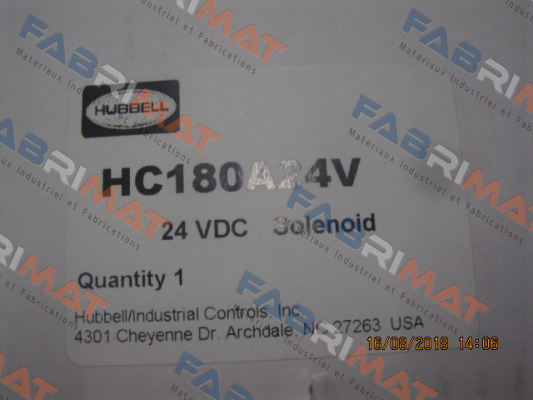 HUBBELL
HC180A24V
24 VDC Solenoid
Quantity 1
Hubbell/Industrial Controls, Inc
4301 Cheyenne Dr. Archdale, NC 27263 USA
16/08/2018 14:06
FABRIMAT
Materiaux Industriel et Fabrications